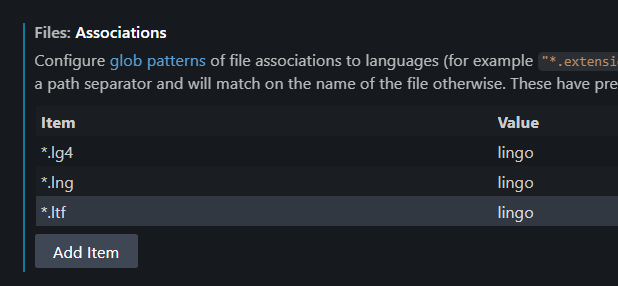 Files: Associations
Configure glob patterns of file associations to languages (for example "*.extensi
a path separator and will match on the name of the file otherwise. These have pre
Item Value
*.lg4 lingo
*.lng lingo
*.ltf lingo
Add Item